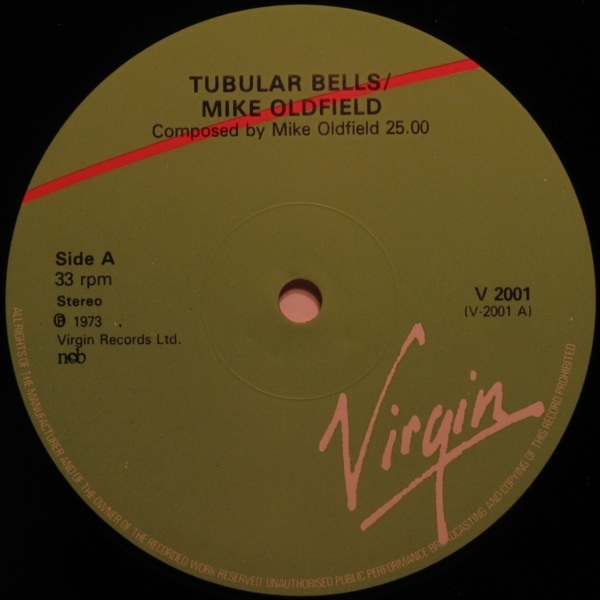 TUBULAR BELLS/
MIKE OLDFIELD
Composed by Mike Oldfield 25.00
Side A
33 rpm
Stereo
Ⓟ 1973
Virgin Records Ltd.
ncb
V 2001
(V-2001 A)
Virgin
ALL RIGHTS OF THE MANUFACTURER AND OF THE OWNER OF THE RECORDED WORK RESERVED UNAUTHORISED PUBLIC PERFORMANCE BROADCASTING AND COPYING OF THIS RECORD PROHIBITED